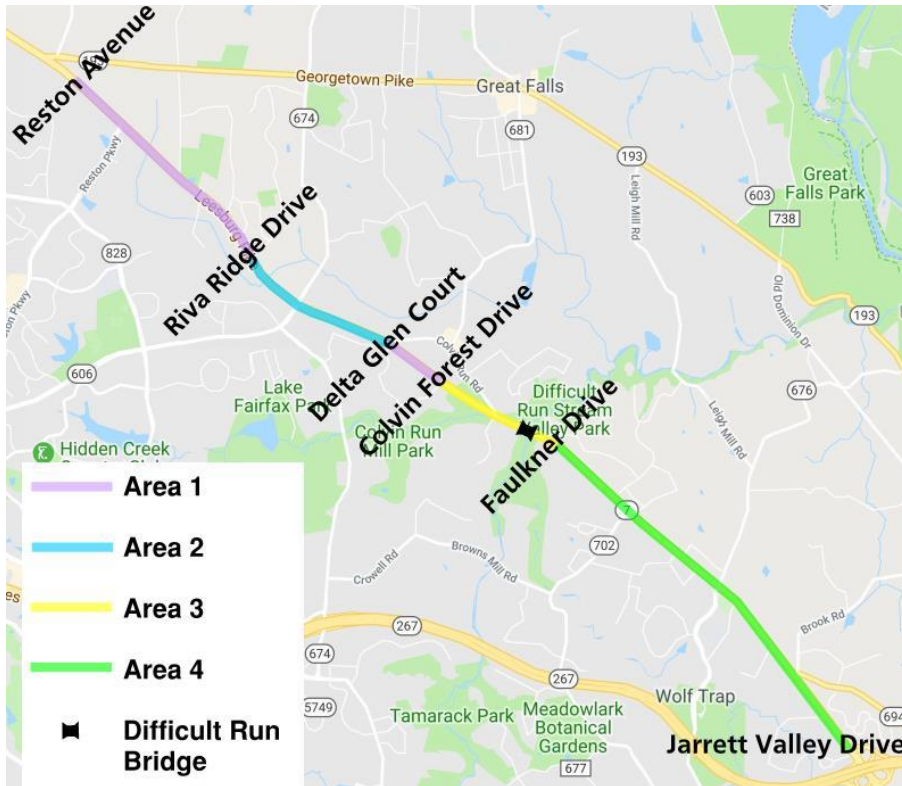 Reston Avenue
193
Georgetown Pike
Great Falls
674
681
Reston Pkwy
193
Leigh Mill Rd
Great
Falls Park
603
738
Leesburg
Riva Ridge Drive
828
Old Dominion Dr
193
Delta Glen Court
Colvin Forest Drive
606
Lake
Fairfax Park
Difficult
Run Stream
Valley Park
676
Leigh Mill Rd
Colvin Run
Mill Park
Faulkner Drive
Hidden Creek
7
702
Browns Mill Rd
Crowell Rd
Area 1
Area 2
Area 3
Area 4
Difficult Run
Bridge
Brook Rd
267
674
267
5749
Wolf Trap
694
Tamarack Park
Meadowlark
Botanical
Gardens
677
Jarrett Valley Drive